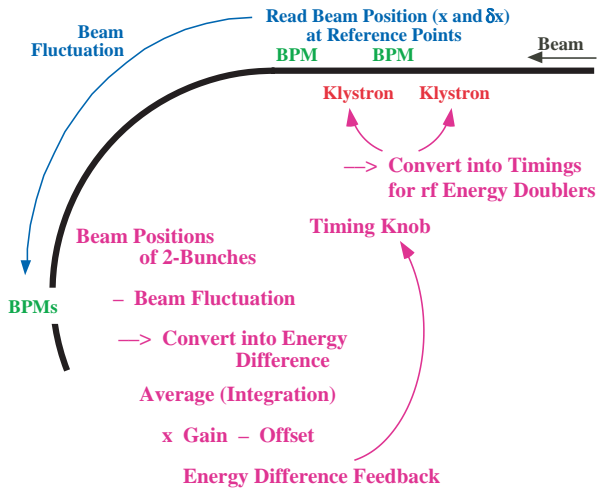 Read Beam Position (x and δx)
at Reference Points
Beam
Fluctuation
BPM BPM
Beam
Klystron Klystron
—> Convert into Timings
for rf Energy Doublers
Timing Knob
Beam Positions
of 2-Bunches
BPMs
– Beam Fluctuation
—> Convert into Energy
Difference
Average (Integration)
x Gain – Offset
Energy Difference Feedback